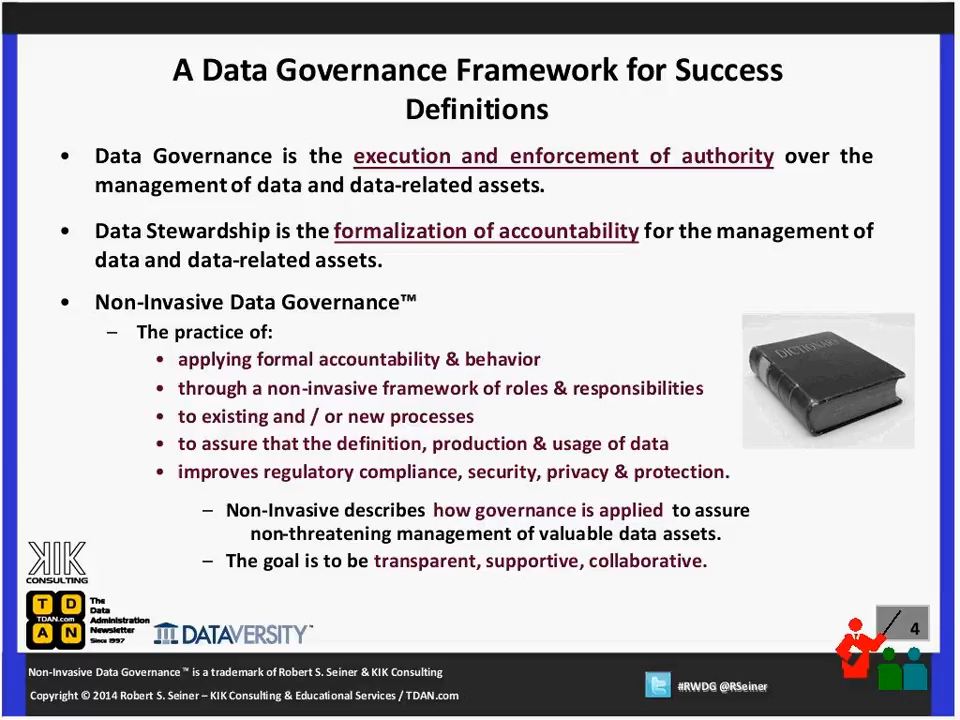 A Data Governance Framework for Success
Definitions
• Data Governance is the execution and enforcement of authority over the
management of data and data-related assets.
• Data Stewardship is the formalization of accountability for the management of
data and data-related assets.
• Non-Invasive Data Governance™
– The practice of:
• applying formal accountability & behavior
• through a non-invasive framework of roles & responsibilities
• to existing and / or new processes
• to assure that the definition, production & usage of data
• improves regulatory compliance, security, privacy & protection.
– Non-Invasive describes how governance is applied to assure
non-threatening management of valuable data assets.
– The goal is to be transparent, supportive, collaborative.
DICTIONARY
KIK
CONSULTING
T D
TDAN.com
A N
The
Data
Administration
Newsletter
Since 1997
DATAVERSITY™
4
Non-Invasive Data Governance™ is a trademark of Robert S. Seiner & KIK Consulting
Copyright © 2014 Robert S. Seiner – KIK Consulting & Educational Services / TDAN.com
#RWDG @RSeiner